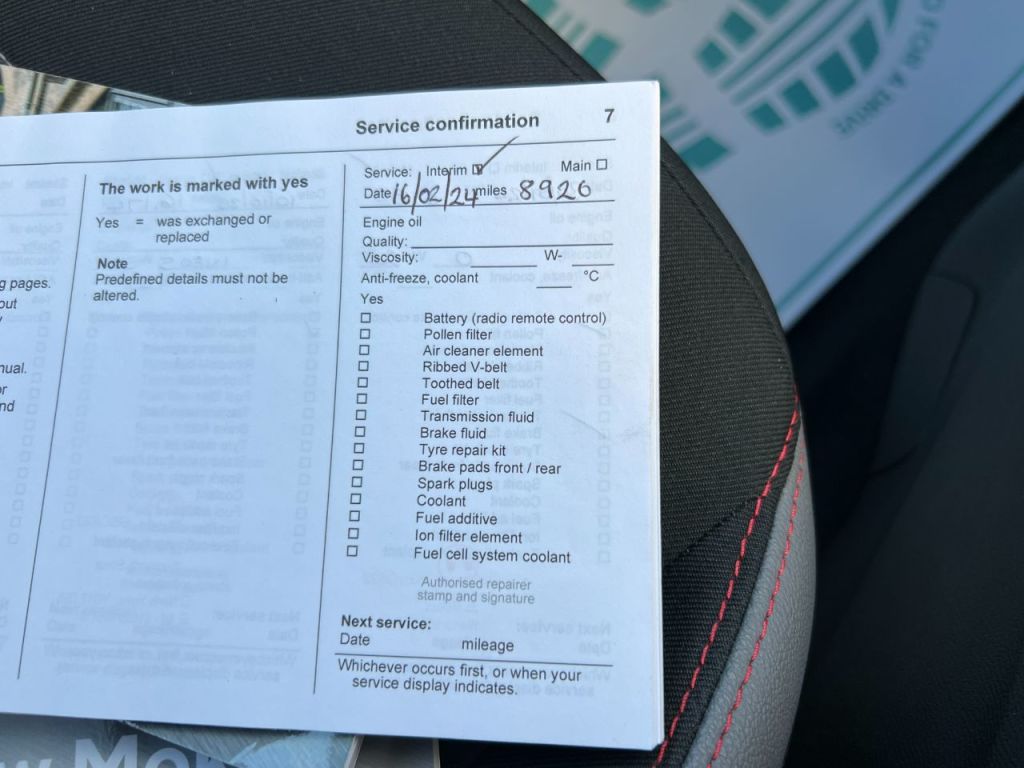 Service confirmation 7
g pages.
out
nual.
or
nd
The work is marked with yes
Yes = was exchanged or
replaced
Note
Predefined details must not be
altered.
Service: Interim Main
Date 16/02/24 miles 8920
Engine oil
Quality:
Viscosity: W-
Anti-freeze, coolant °C
Yes
Battery (radio remote control)
Pollen filter
Air cleaner element
Ribbed V-belt
Toothed belt
Fuel filter
Transmission fluid
Brake fluid
Tyre repair kit
Brake pads front / rear
Spark plugs
Coolant
Fuel additive
Ion filter element
Fuel cell system coolant
Authorised repairer
stamp and signature
Next service:
Date mileage
Whichever occurs first, or when your
service display indicates.
FOR A DRIVE